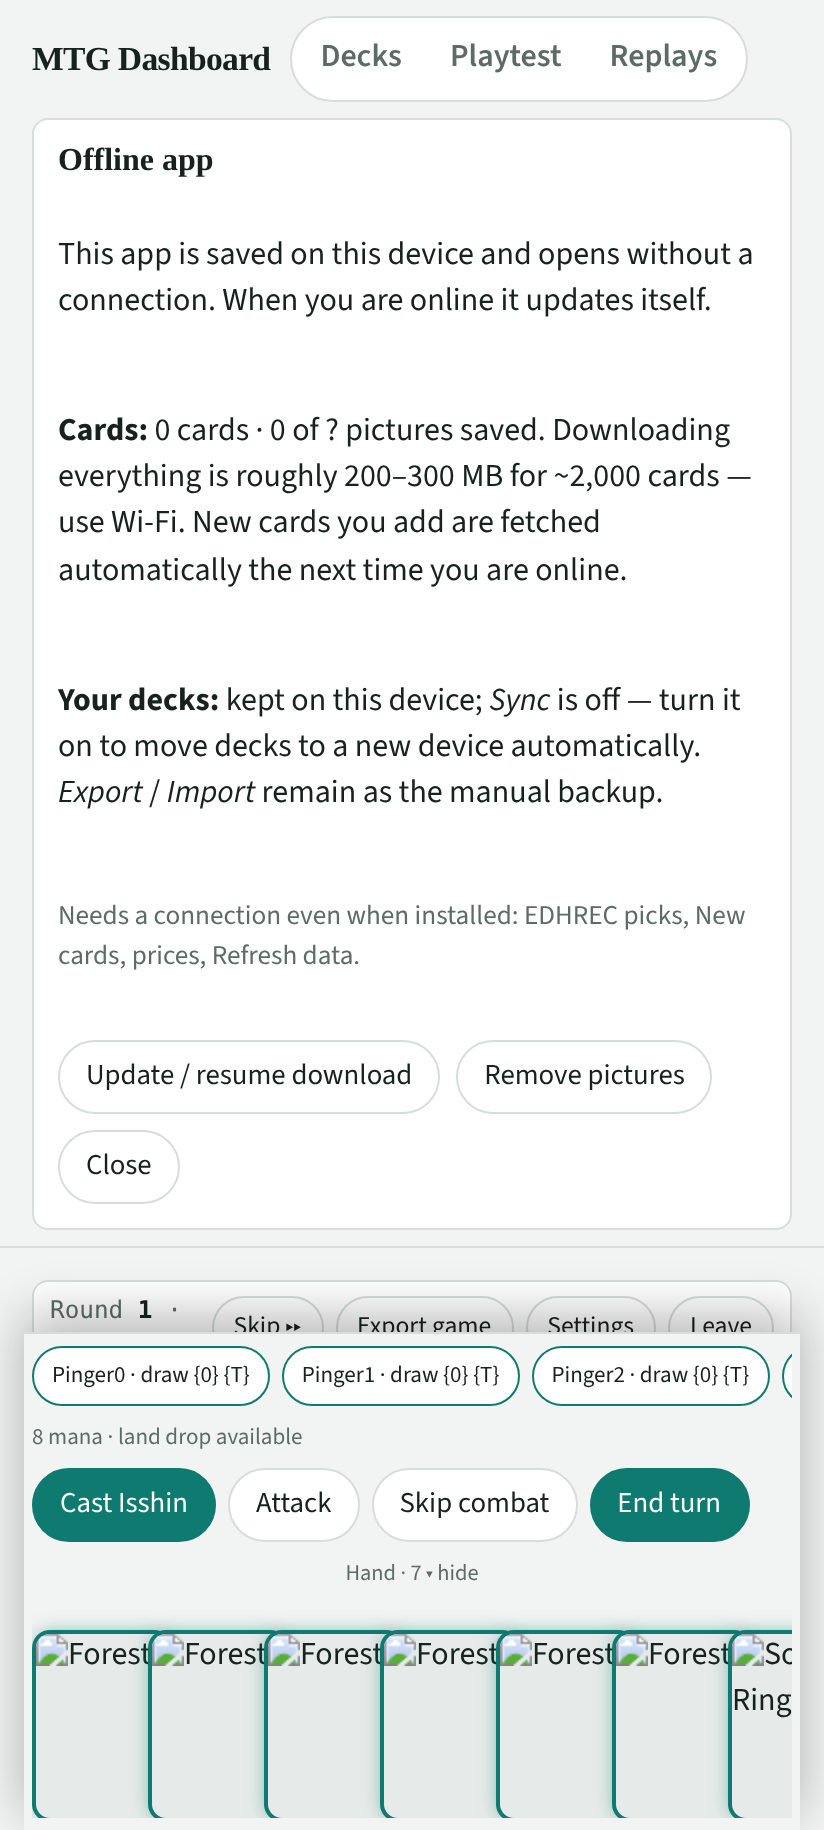 MTG Dashboard Decks Playtest Replays
Offline app
This app is saved on this device and opens without a
connection. When you are online it updates itself.
Cards: 0 cards · 0 of ? pictures saved. Downloading
everything is roughly 200–300 MB for ~2,000 cards —
use Wi-Fi. New cards you add are fetched
automatically the next time you are online.
Your decks: kept on this device; Sync is off — turn it
on to move decks to a new device automatically.
Export / Import remain as the manual backup.
Needs a connection even when installed: EDHREC picks, New
cards, prices, Refresh data.
Update / resume download Remove pictures
Close
Round 1 · Skip ▸▸ Export game Settings Leave
Pinger0 · draw {0} {T} Pinger1 · draw {0} {T} Pinger2 · draw {0} {T}
8 mana · land drop available
Cast Isshin Attack Skip combat End turn
Hand · 7 ▾ hide
Forest Forest Forest Forest Forest Forest So
Ring